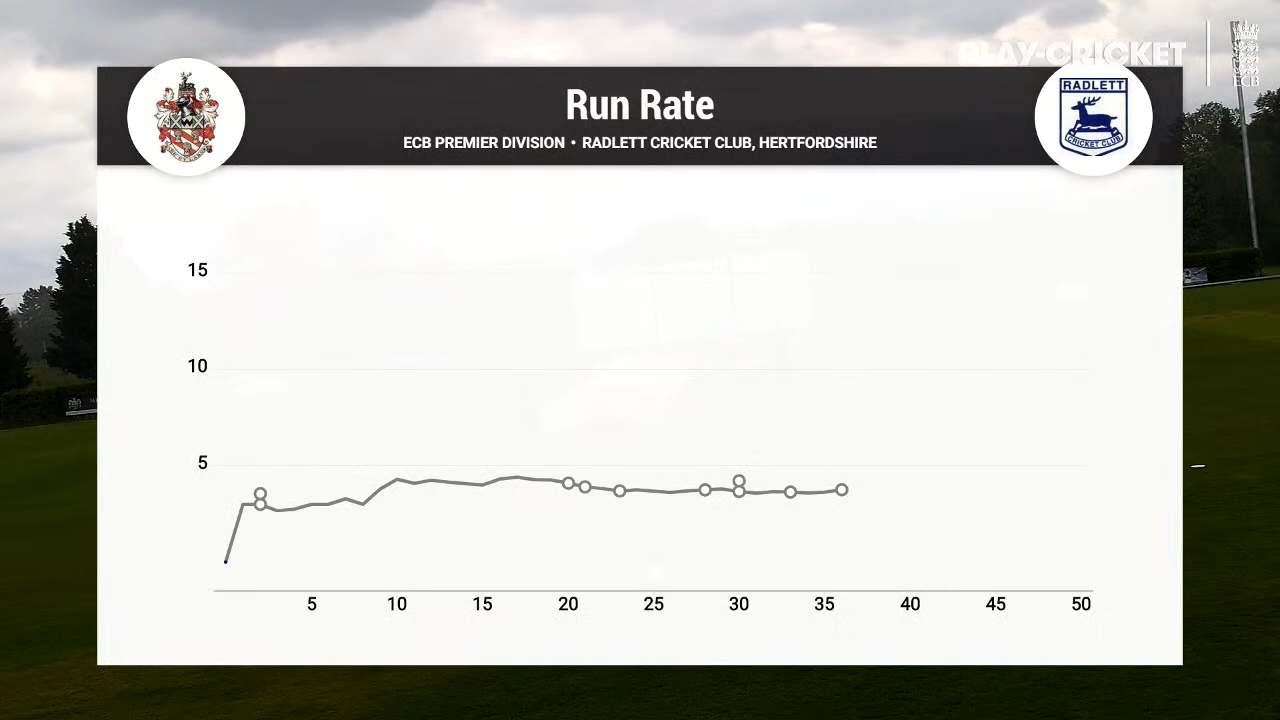 PLAY-CRICKET
ECB
RADLETT
CRICKET CLUB
Run Rate
ECB PREMIER DIVISION • RADLETT CRICKET CLUB, HERTFORDSHIRE
15
10
5
5 10 15 20 25 30 35 40 45 50